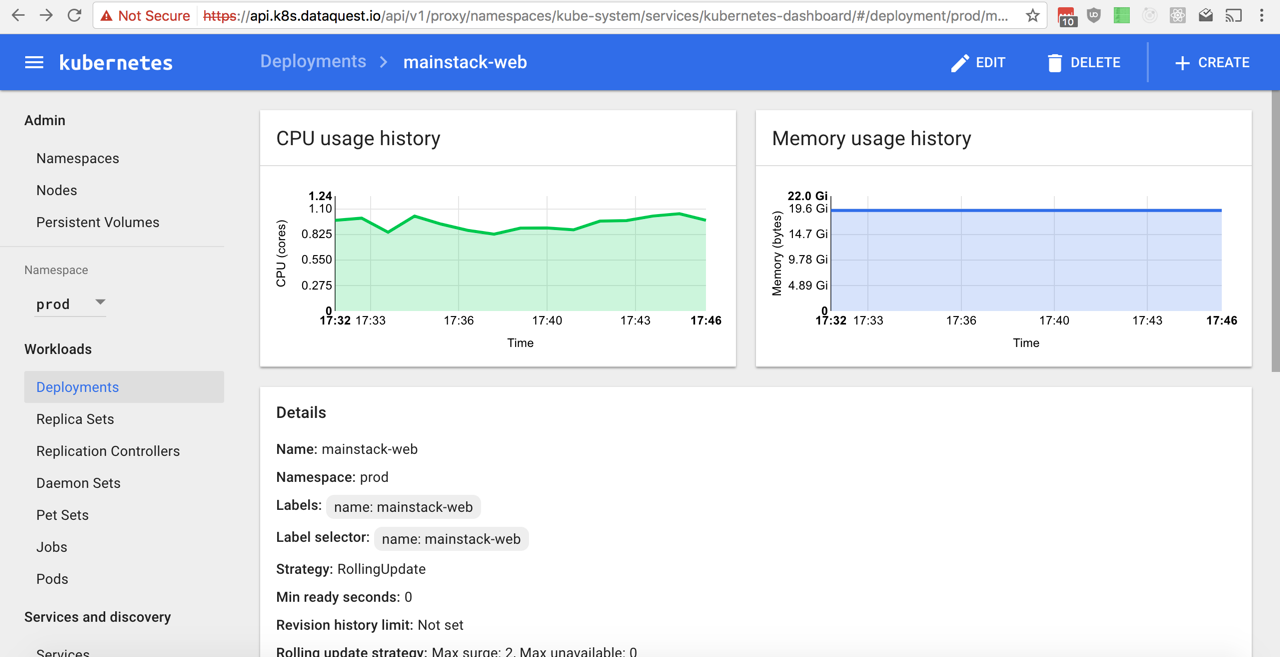 Not Secure https://api.k8s.dataquest.io/api/v1/proxy/namespaces/kube-system/services/kubernetes-dashboard/#/deployment/prod/m... 10 UD
kubernetes Deployments > mainstack-web EDIT DELETE + CREATE
Admin
Namespaces
Nodes
Persistent Volumes
Namespace
prod
Workloads
Deployments
Replica Sets
Replication Controllers
Daemon Sets
Pet Sets
Jobs
Pods
Services and discovery
Services
CPU usage history
CPU (cores)
1.24
1.10
0.825
0.550
0.275
0
17:32 17:33 17:36 17:40 17:43 17:46
Time
Memory usage history
Memory (bytes)
22.0 Gi
19.6 Gi
14.7 Gi
9.78 Gi
4.89 Gi
0
17:32 17:33 17:36 17:40 17:43 17:46
Time
Details
Name: mainstack-web
Namespace: prod
Labels: name: mainstack-web
Label selector: name: mainstack-web
Strategy: RollingUpdate
Min ready seconds: 0
Revision history limit: Not set
Rolling update strategy: Max surge: 2, Max unavailable: 0